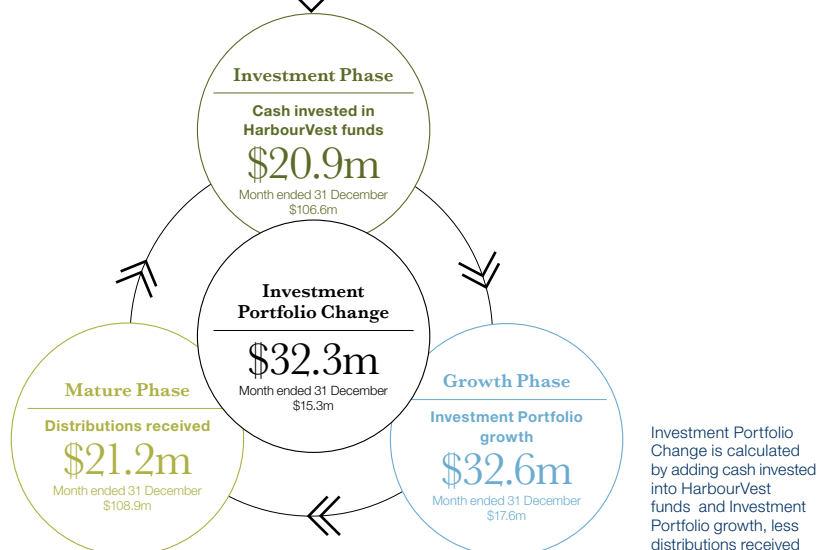 Investment Phase
Cash invested in
HarbourVest funds
$20.9m
Month ended 31 December
$106.6m
Investment
Portfolio Change
$32.3m
Month ended 31 December
$15.3m
Mature Phase
Distributions received
$21.2m
Month ended 31 December
$108.9m
Growth Phase
Investment Portfolio
growth
$32.6m
Month ended 31 December
$17.6m
Investment Portfolio
Change is calculated
by adding cash invested
into HarbourVest
funds and Investment
Portfolio growth, less
distributions received